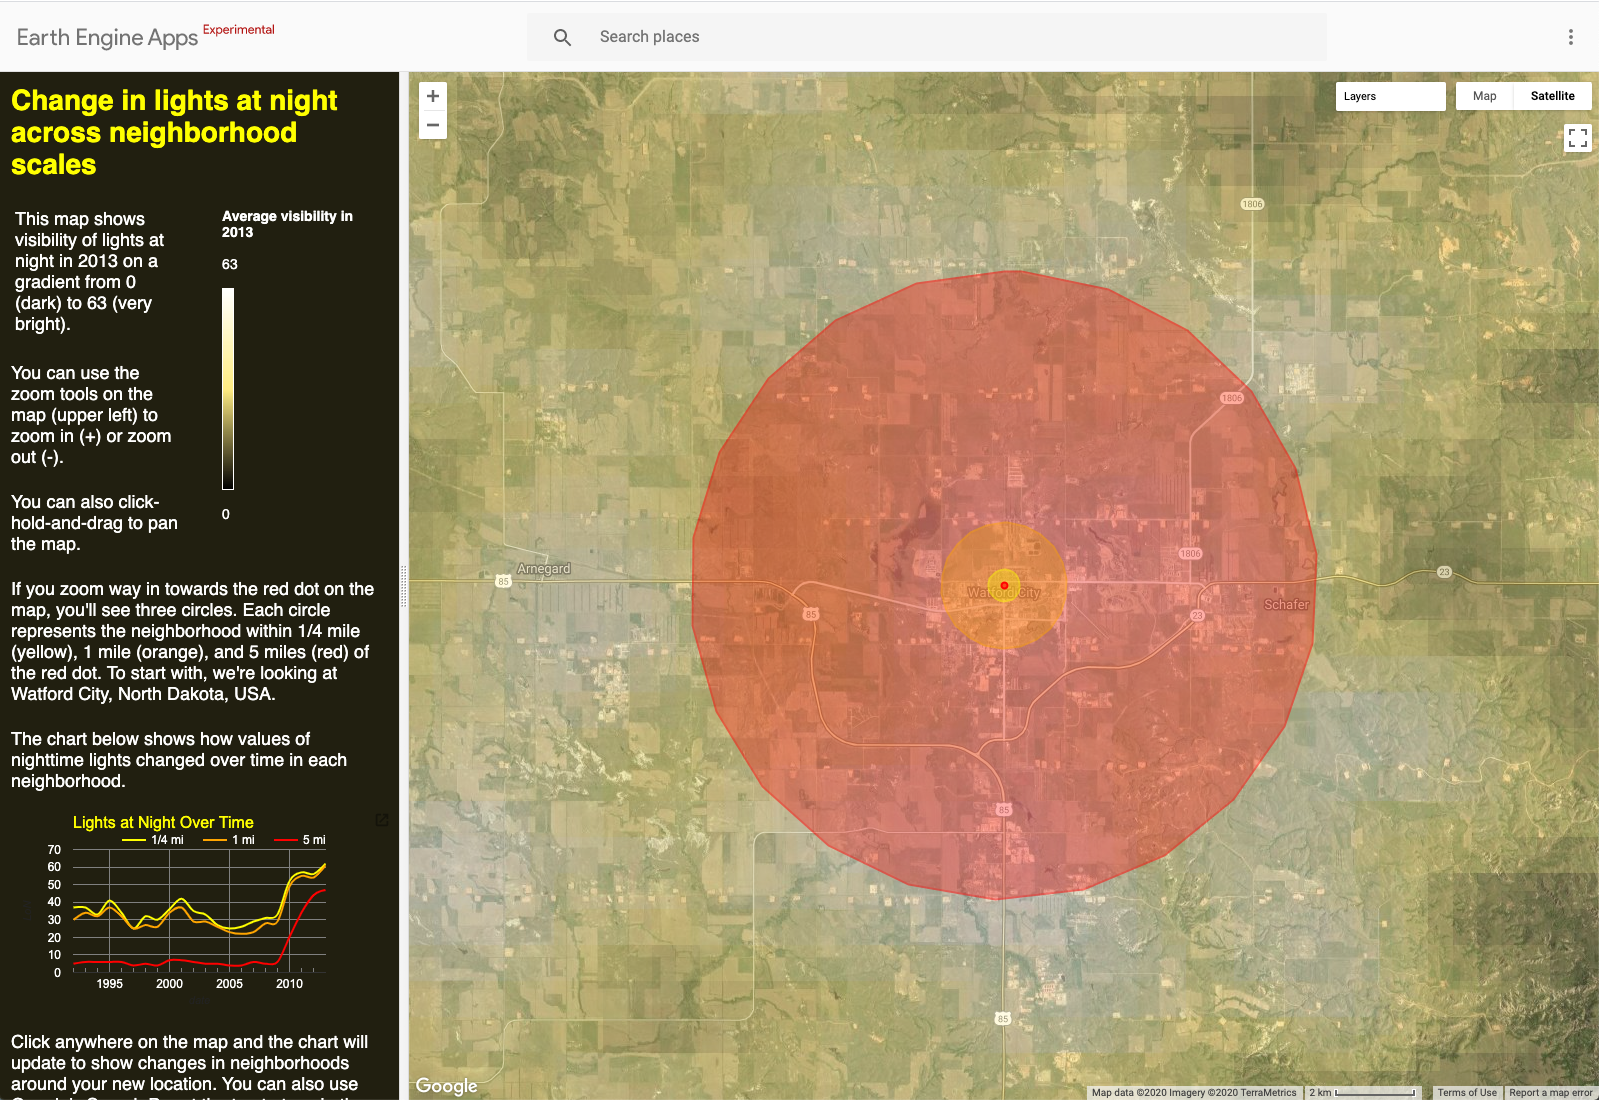 Earth Engine Apps Experimental
Search places
Change in lights at night
across neighborhood
scales
This map shows
visibility of lights at
night in 2013 on a
gradient from 0
(dark) to 63 (very
bright).
Average visibility in
2013
63
0
You can use the
zoom tools on the
map (upper left) to
zoom in (+) or zoom
out (-).
You can also click-
hold-and-drag to pan
the map.
If you zoom way in towards the red dot on the
map, you'll see three circles. Each circle
represents the neighborhood within 1/4 mile
(yellow), 1 mile (orange), and 5 miles (red) of
the red dot. To start with, we're looking at
Watford City, North Dakota, USA.
The chart below shows how values of
nighttime lights changed over time in each
neighborhood.
Lights at Night Over Time
1/4 mi 1 mi 5 mi
70
60
50
40
30
20
10
0
1995 2000 2005 2010
Click anywhere on the map and the chart will
update to show changes in neighborhoods
around your new location. You can also use
+
−
Layers
Map Satellite
1806
1806
1806
Arnegard
85
23
Watford City
Schafer
85
23
85
85
Google
Map data ©2020 Imagery ©2020 TerraMetrics 2 km Terms of Use Report a map error